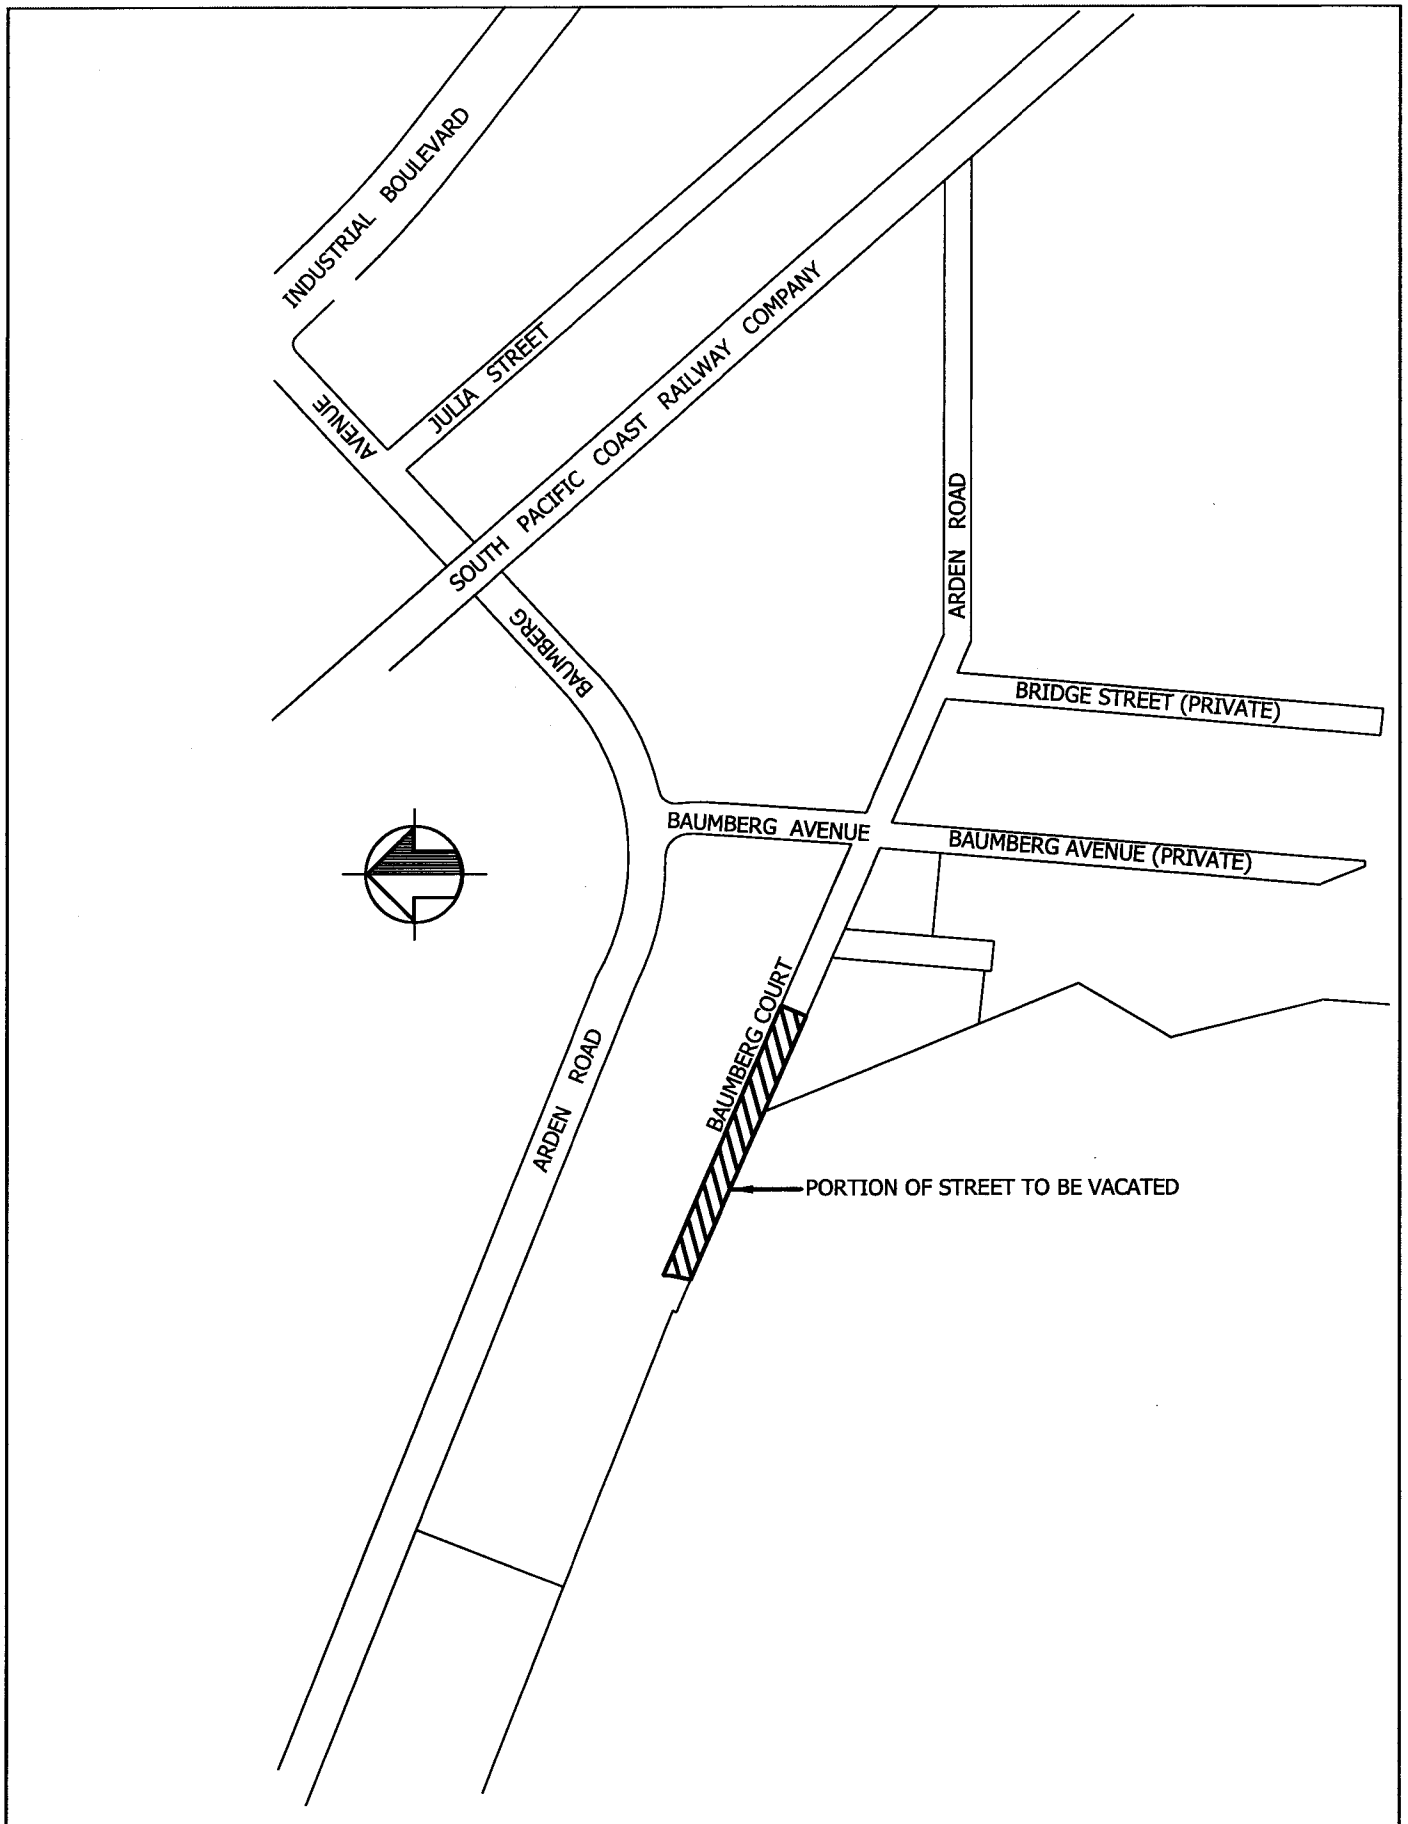 INDUSTRIAL BOULEVARD
AVENUE
JULIA STREET
SOUTH PACIFIC COAST RAILWAY COMPANY
BAUMBERG
ARDEN ROAD
BRIDGE STREET (PRIVATE)
BAUMBERG AVENUE
BAUMBERG AVENUE (PRIVATE)
BAUMBERG COURT
ARDEN ROAD
PORTION OF STREET TO BE VACATED